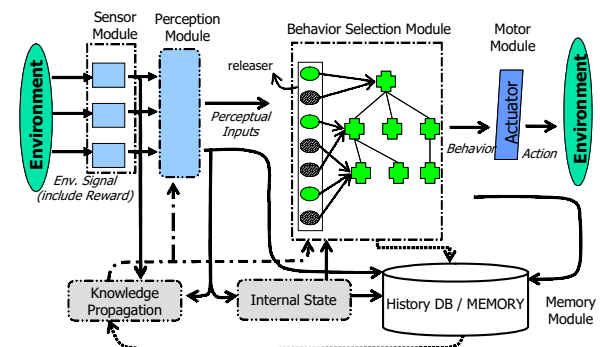 Sensor
Module
Perception
Module
Behavior Selection Module
Motor
Module
releaser
Environment
Perceptual
Inputs
Actuator
Behavior
Action
Environment
Env. Signal
(include Reward)
Knowledge
Propagation
Internal State
History DB / MEMORY
Memory
Module